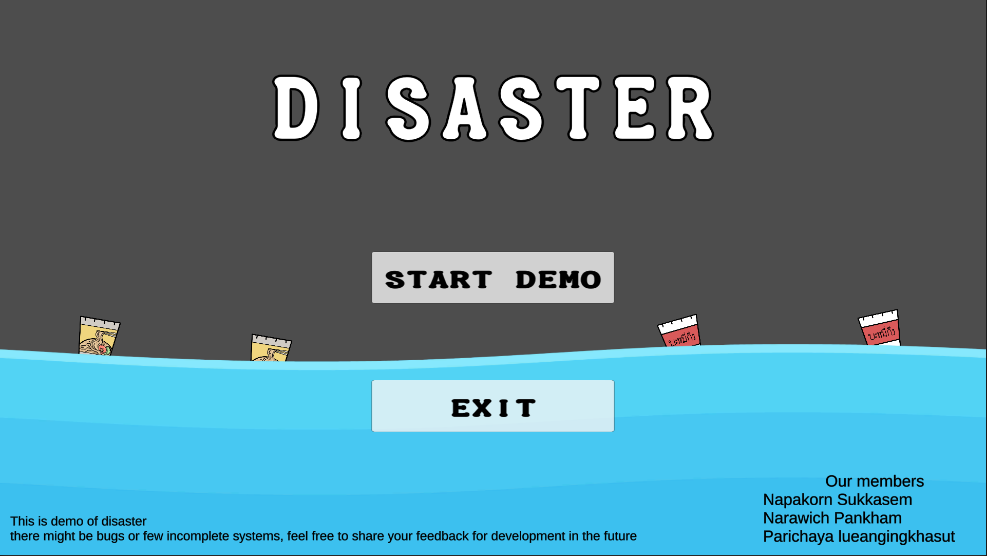 DISASTER
START DEMO
EXIT
Our members
Napakorn Sukkasem
Narawich Pankham
Parichaya lueangingkhasut
This is demo of disaster
there might be bugs or few incomplete systems, feel free to share your feedback for development in the future